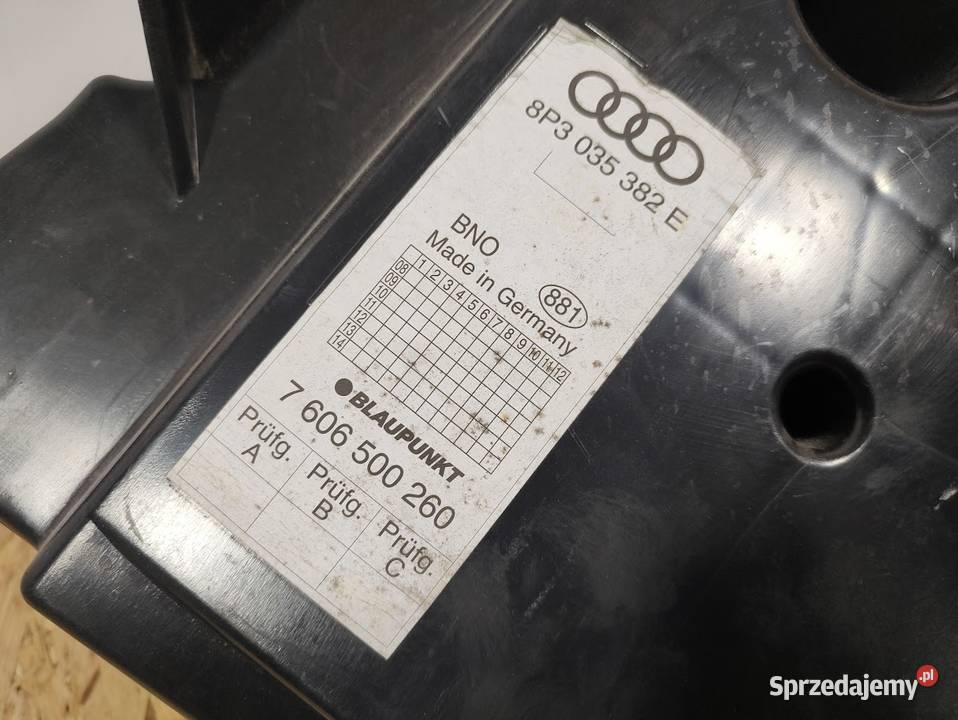 8P3 035 382 E
BNO
881
Made in Germany
1 2 3 4 5 6 7 8 9 10 11 12
08
09
10
11
12
13
14
BLAUPUNKT
7 606 500 260
Prüfg. A
Prüfg. B
Prüfg. C
Sprzedajemy.pl